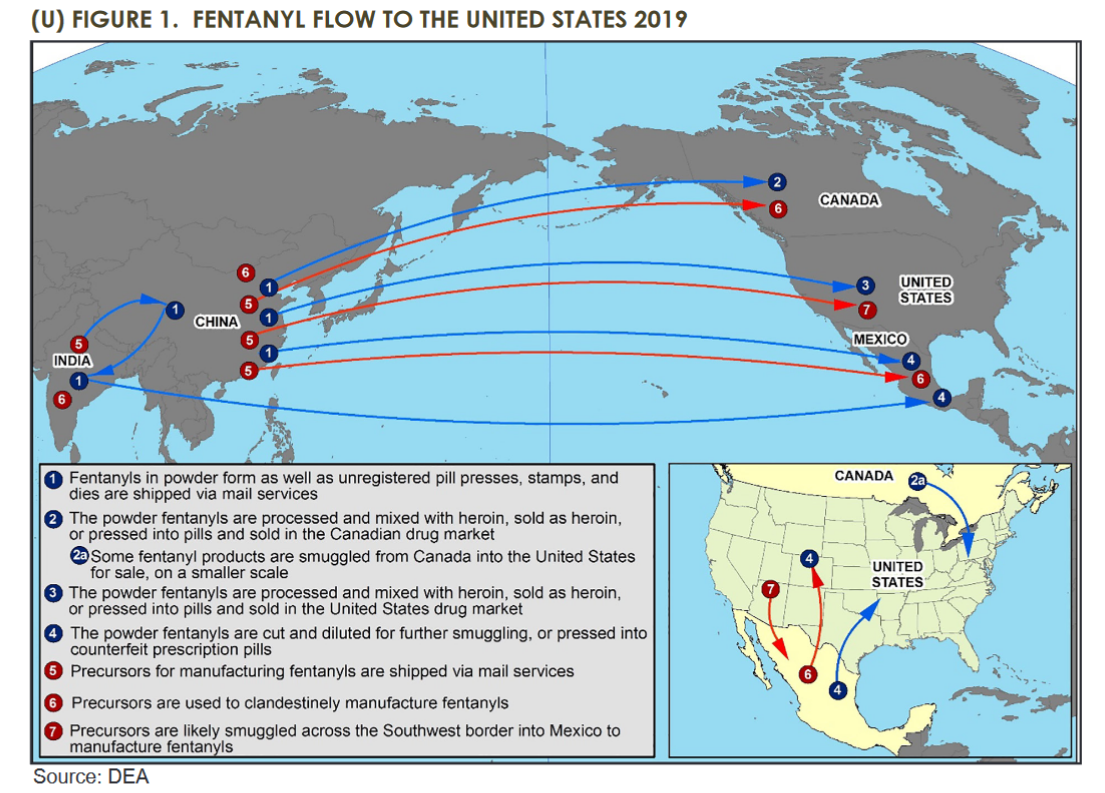 (U) FIGURE 1. FENTANYL FLOW TO THE UNITED STATES 2019
2
6
CANADA
6
1
5
1
5
1
5
CHINA
1
5
INDIA
1
6
3
7
UNITED
STATES
MEXICO
4
6
4
1 Fentanyls in powder form as well as unregistered pill presses, stamps, and
dies are shipped via mail services
2 The powder fentanyls are processed and mixed with heroin, sold as heroin,
or pressed into pills and sold in the Canadian drug market
2a Some fentanyl products are smuggled from Canada into the United States
for sale, on a smaller scale
3 The powder fentanyls are processed and mixed with heroin, sold as heroin,
or pressed into pills and sold in the United States drug market
4 The powder fentanyls are cut and diluted for further smuggling, or pressed into
counterfeit prescription pills
5 Precursors for manufacturing fentanyls are shipped via mail services
6 Precursors are used to clandestinely manufacture fentanyls
7 Precursors are likely smuggled across the Southwest border into Mexico to
manufacture fentanyls
CANADA
2a
4
UNITED
STATES
7
6
4
Source: DEA